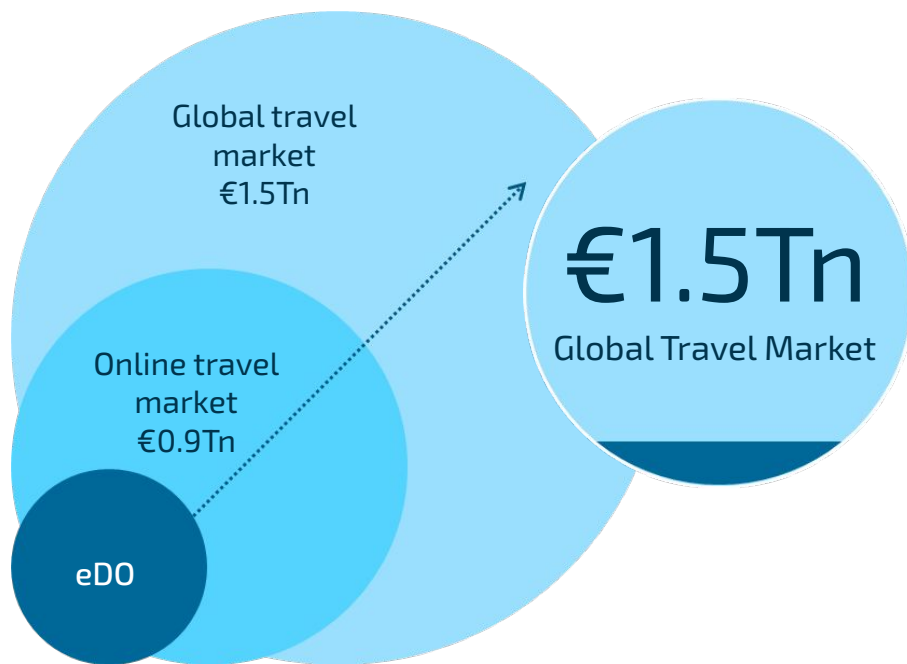 Global travel
market
€1.5Tn
€1.5Tn
Global Travel Market
Online travel
market
€0.9Tn
eDO